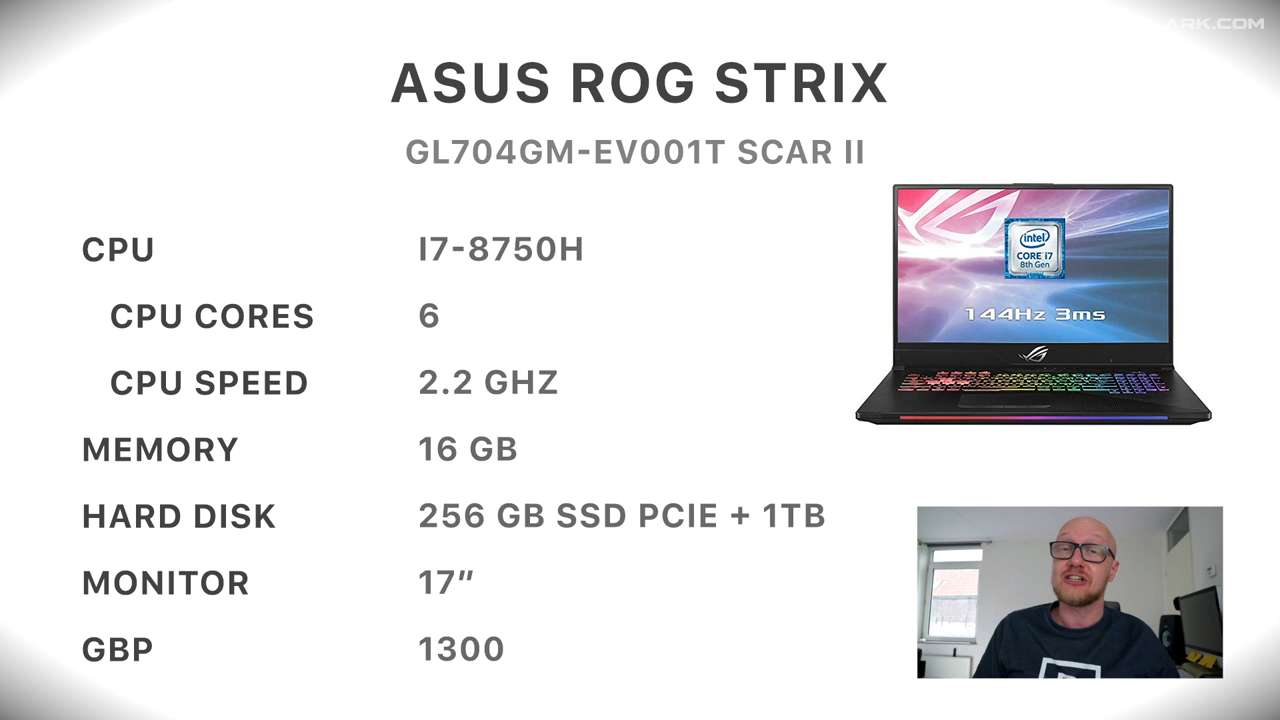 ARK.COM
ASUS ROG STRIX
GL704GM-EV001T SCAR II
CPU I7-8750H
CPU CORES 6
CPU SPEED 2.2 GHZ
MEMORY 16 GB
HARD DISK 256 GB SSD PCIE + 1TB
MONITOR 17″
GBP 1300
intel
CORE i7
8th Gen
144Hz 3ms